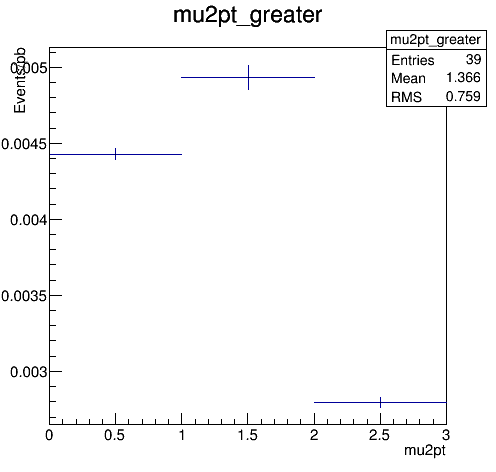 mu2pt_greater
mu2pt_greater
Entries 39
Mean 1.366
RMS 0.759
Events/pb
0.005
0.0045
0.004
0.0035
0.003
0 0.5 1 1.5 2 2.5 3
mu2pt